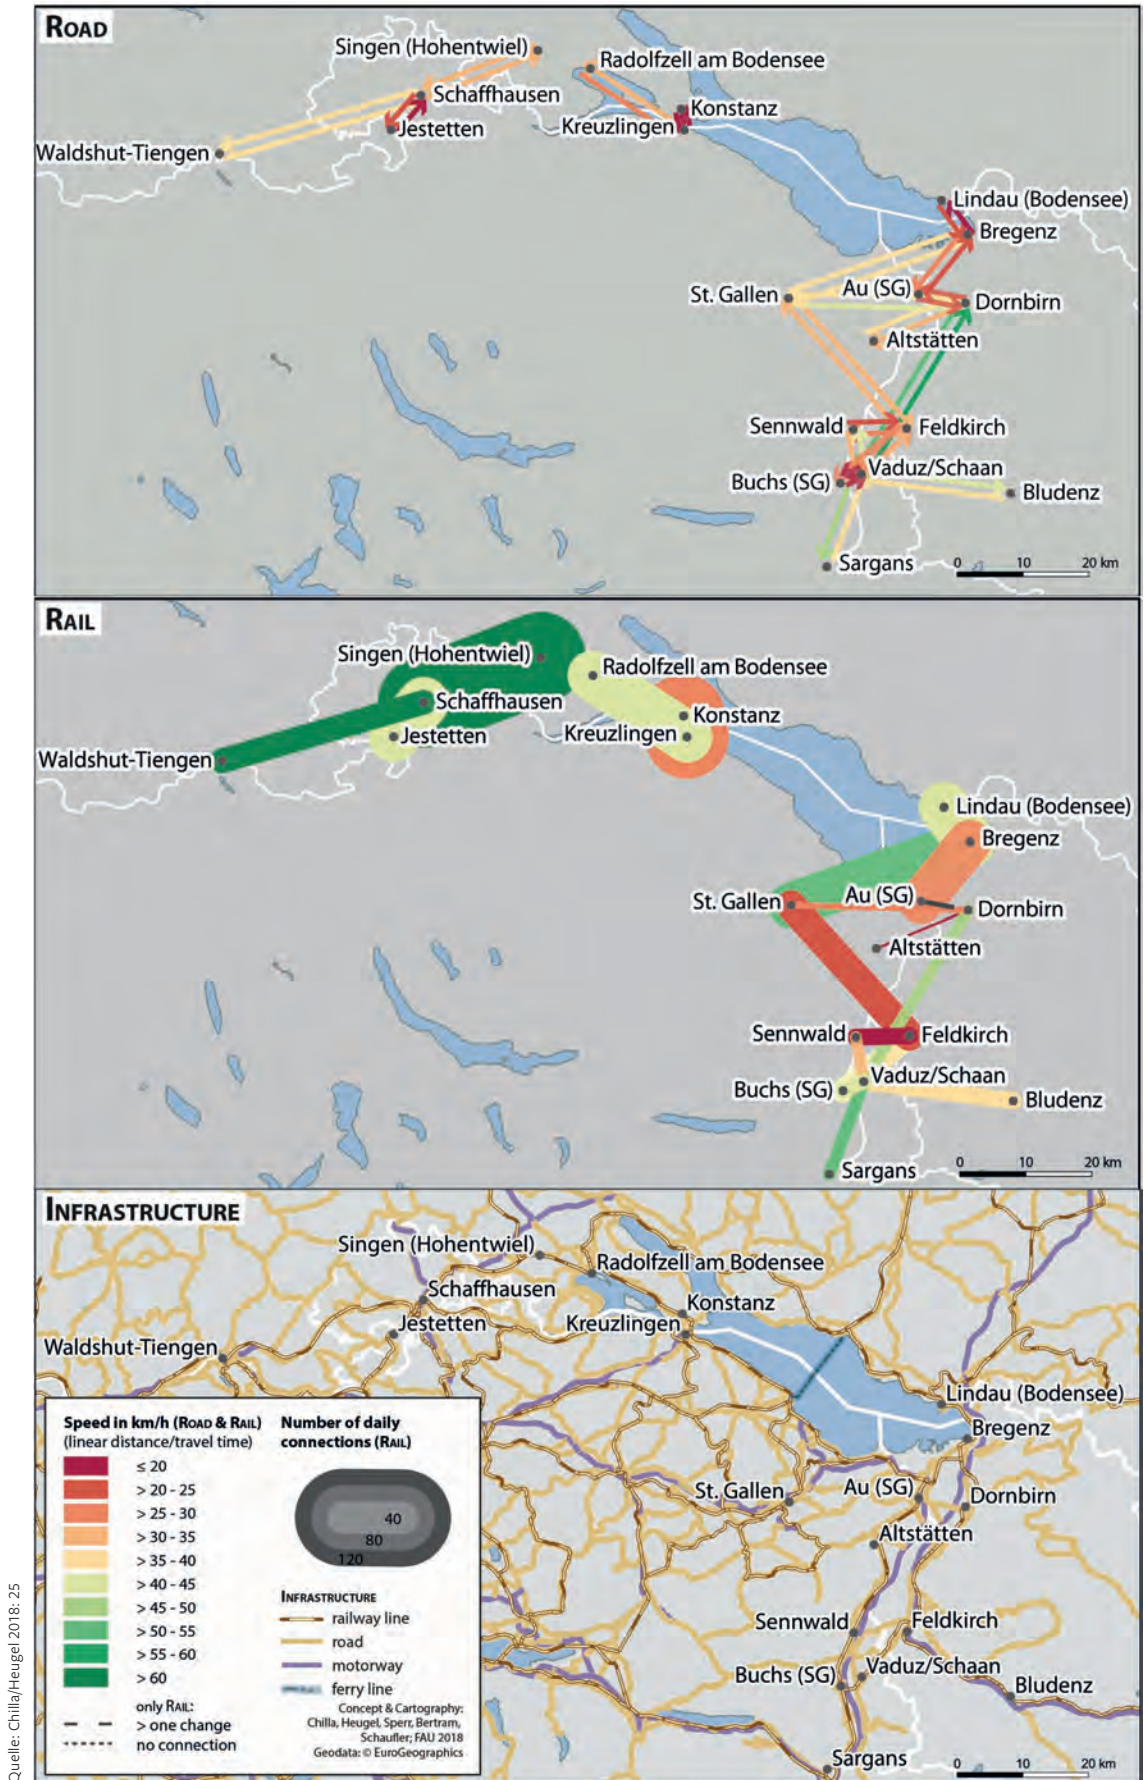 ROAD
Singen (Hohentwiel)
Radolfzell am Bodensee
Schaffhausen
Konstanz
Jestetten
Kreuzlingen
Waldshut-Tiengen
Lindau (Bodensee)
Bregenz
St. Gallen
Au (SG)
Dornbirn
Altstätten
Sennwald
Feldkirch
Vaduz/Schaan
Buchs (SG)
Bludenz
Sargans
0 10 20 km
RAIL
Singen (Hohentwiel)
Radolfzell am Bodensee
Schaffhausen
Konstanz
Jestetten
Kreuzlingen
Waldshut-Tiengen
Lindau (Bodensee)
Bregenz
St. Gallen
Au (SG)
Dornbirn
Altstätten
Sennwald
Feldkirch
Vaduz/Schaan
Buchs (SG)
Bludenz
Sargans
0 10 20 km
INFRASTRUCTURE
Singen (Hohentwiel)
Radolfzell am Bodensee
Schaffhausen
Konstanz
Jestetten
Kreuzlingen
Waldshut-Tiengen
Lindau (Bodensee)
Bregenz
St. Gallen
Au (SG)
Dornbirn
Altstätten
Sennwald
Feldkirch
Vaduz/Schaan
Buchs (SG)
Bludenz
Sargans
0 10 20 km
Speed in km/h (ROAD & RAIL)
(linear distance/travel time)
≤ 20
> 20 - 25
> 25 - 30
> 30 - 35
> 35 - 40
> 40 - 45
> 45 - 50
> 50 - 55
> 55 - 60
> 60
only RAIL:
> one change
no connection
Number of daily
connections (RAIL)
40
80
120
INFRASTRUCTURE
railway line
road
motorway
ferry line
Concept & Cartography:
Chilla, Heugel, Sperr, Bertram,
Schaufler; FAU 2018
Geodata: © EuroGeographics
Quelle: Chilla/Heugel 2018: 25